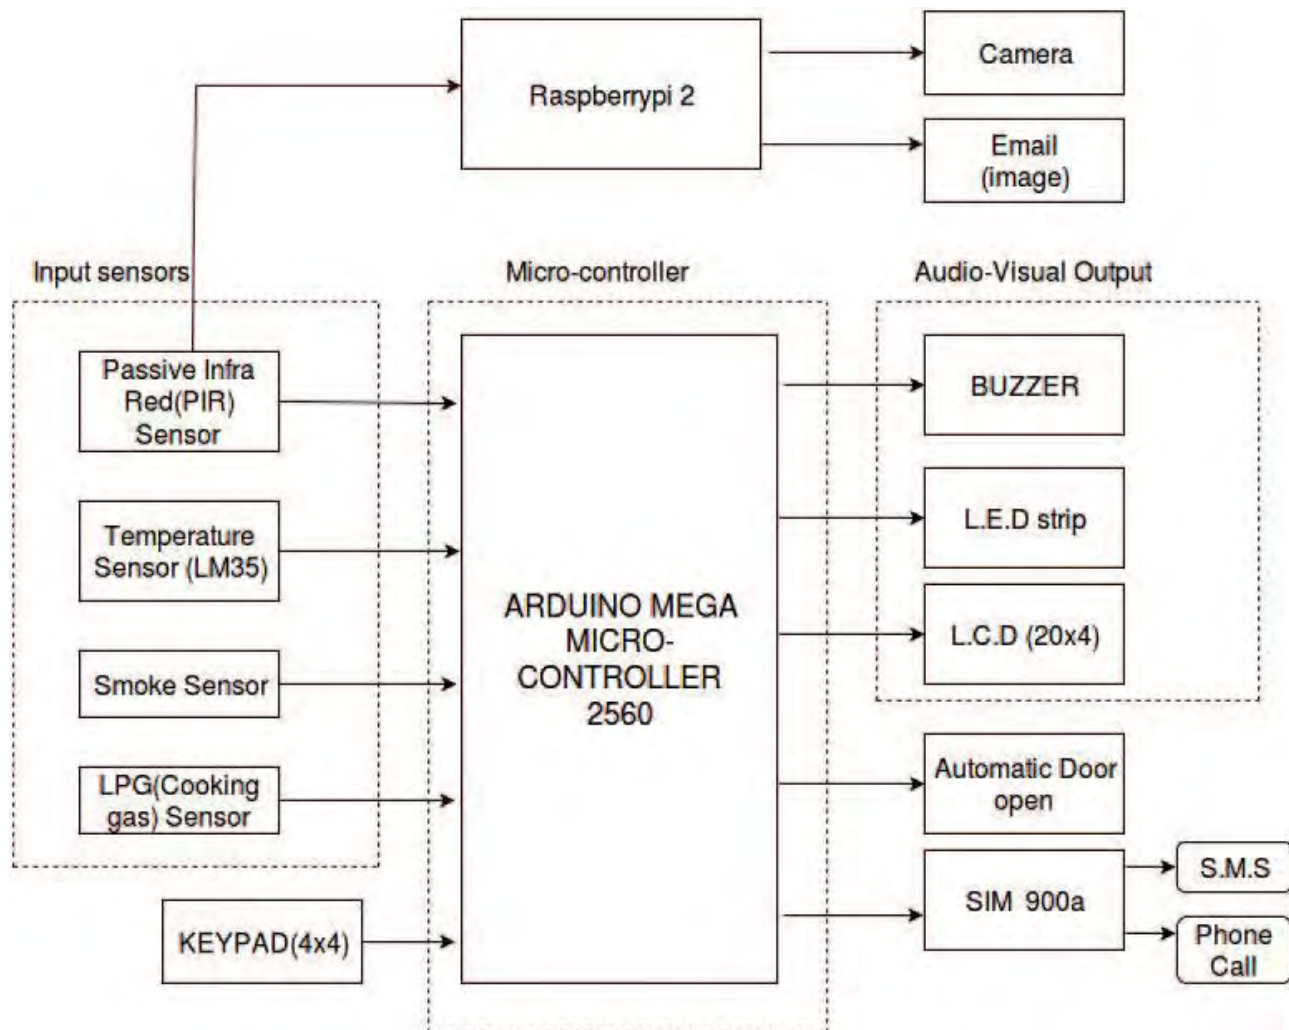 Camera
Raspberrypi 2
Email
(image)
Input sensors
Micro-controller
Audio-Visual Output
Passive Infra
Red(PIR)
Sensor
BUZZER
Temperature
Sensor (LM35)
L.E.D strip
ARDUINO MEGA
MICRO-
CONTROLLER
2560
L.C.D (20x4)
Smoke Sensor
LPG(Cooking
gas) Sensor
Automatic Door
open
KEYPAD(4x4)
SIM 900a
S.M.S
Phone
Call